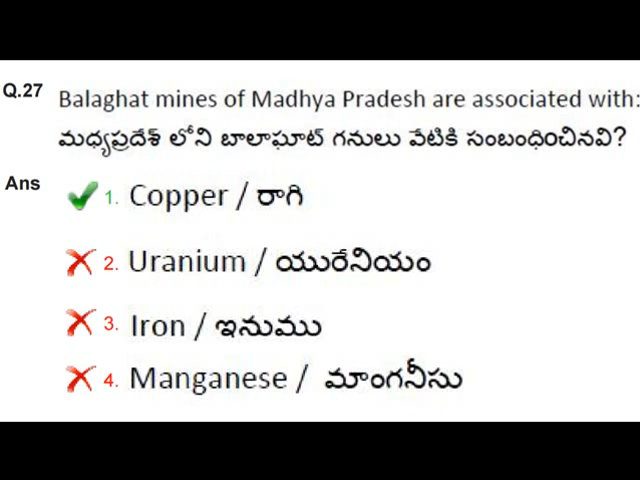 Q.27 Balaghat mines of Madhya Pradesh are associated with:
మధ్యప్రదేశ్ లోని బాలాఘాట్ గనులు వేటికి సంబంధించినవి?
Ans 1. Copper / రాగి
2. Uranium / యురేనియం
3. Iron / ఇనుము
4. Manganese / మాంగనీసు